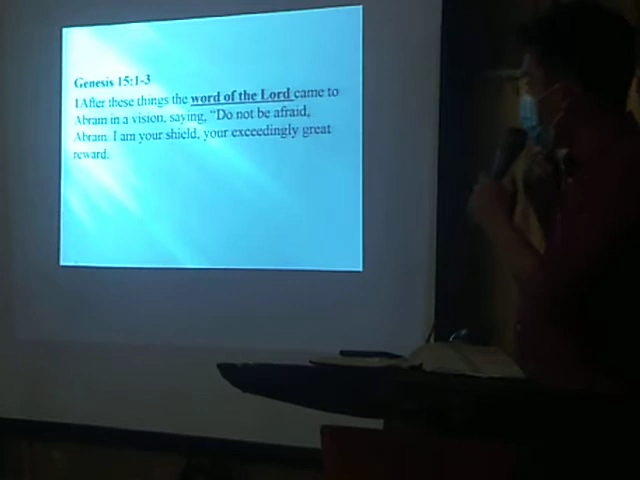 Genesis 15:1-3
1After these things the word of the Lord came to
Abram in a vision, saying, "Do not be afraid,
Abram. I am your shield, your exceedingly great
reward.